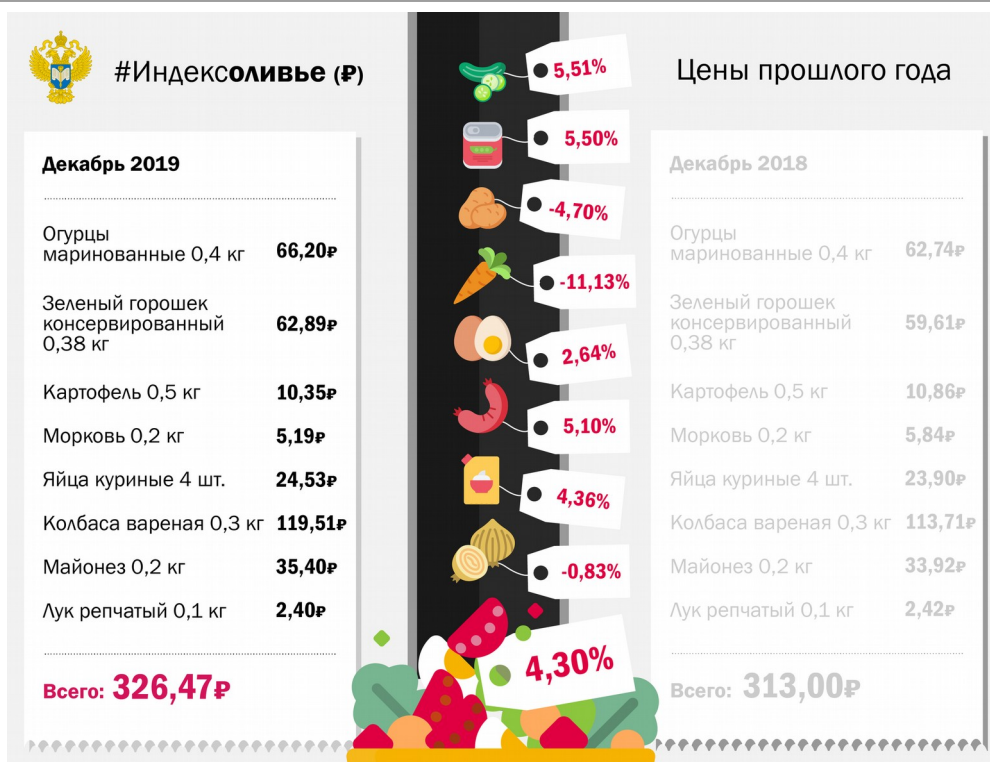 #Индексоливье (₽)
Декабрь 2019
Огурцы
маринованные 0,4 кг 66,20₽
Зеленый горошек
консервированный 62,89₽
0,38 кг
Картофель 0,5 кг 10,35₽
Морковь 0,2 кг 5,19₽
Яйца куриные 4 шт. 24,53₽
Колбаса вареная 0,3 кг 119,51₽
Майонез 0,2 кг 35,40₽
Лук репчатый 0,1 кг 2,40₽
Всего: 326,47₽
5,51%
5,50%
-4,70%
-11,13%
2,64%
5,10%
4,36%
-0,83%
4,30%
Цены прошлого года
Декабрь 2018
Огурцы
маринованные 0,4 кг 62,74₽
Зеленый горошек
консервированный 59,61₽
0,38 кг
Картофель 0,5 кг 10,86₽
Морковь 0,2 кг 5,84₽
Яйца куриные 4 шт. 23,90₽
Колбаса вареная 0,3 кг 113,71₽
Майонез 0,2 кг 33,92₽
Лук репчатый 0,1 кг 2,42₽
Всего: 313,00₽